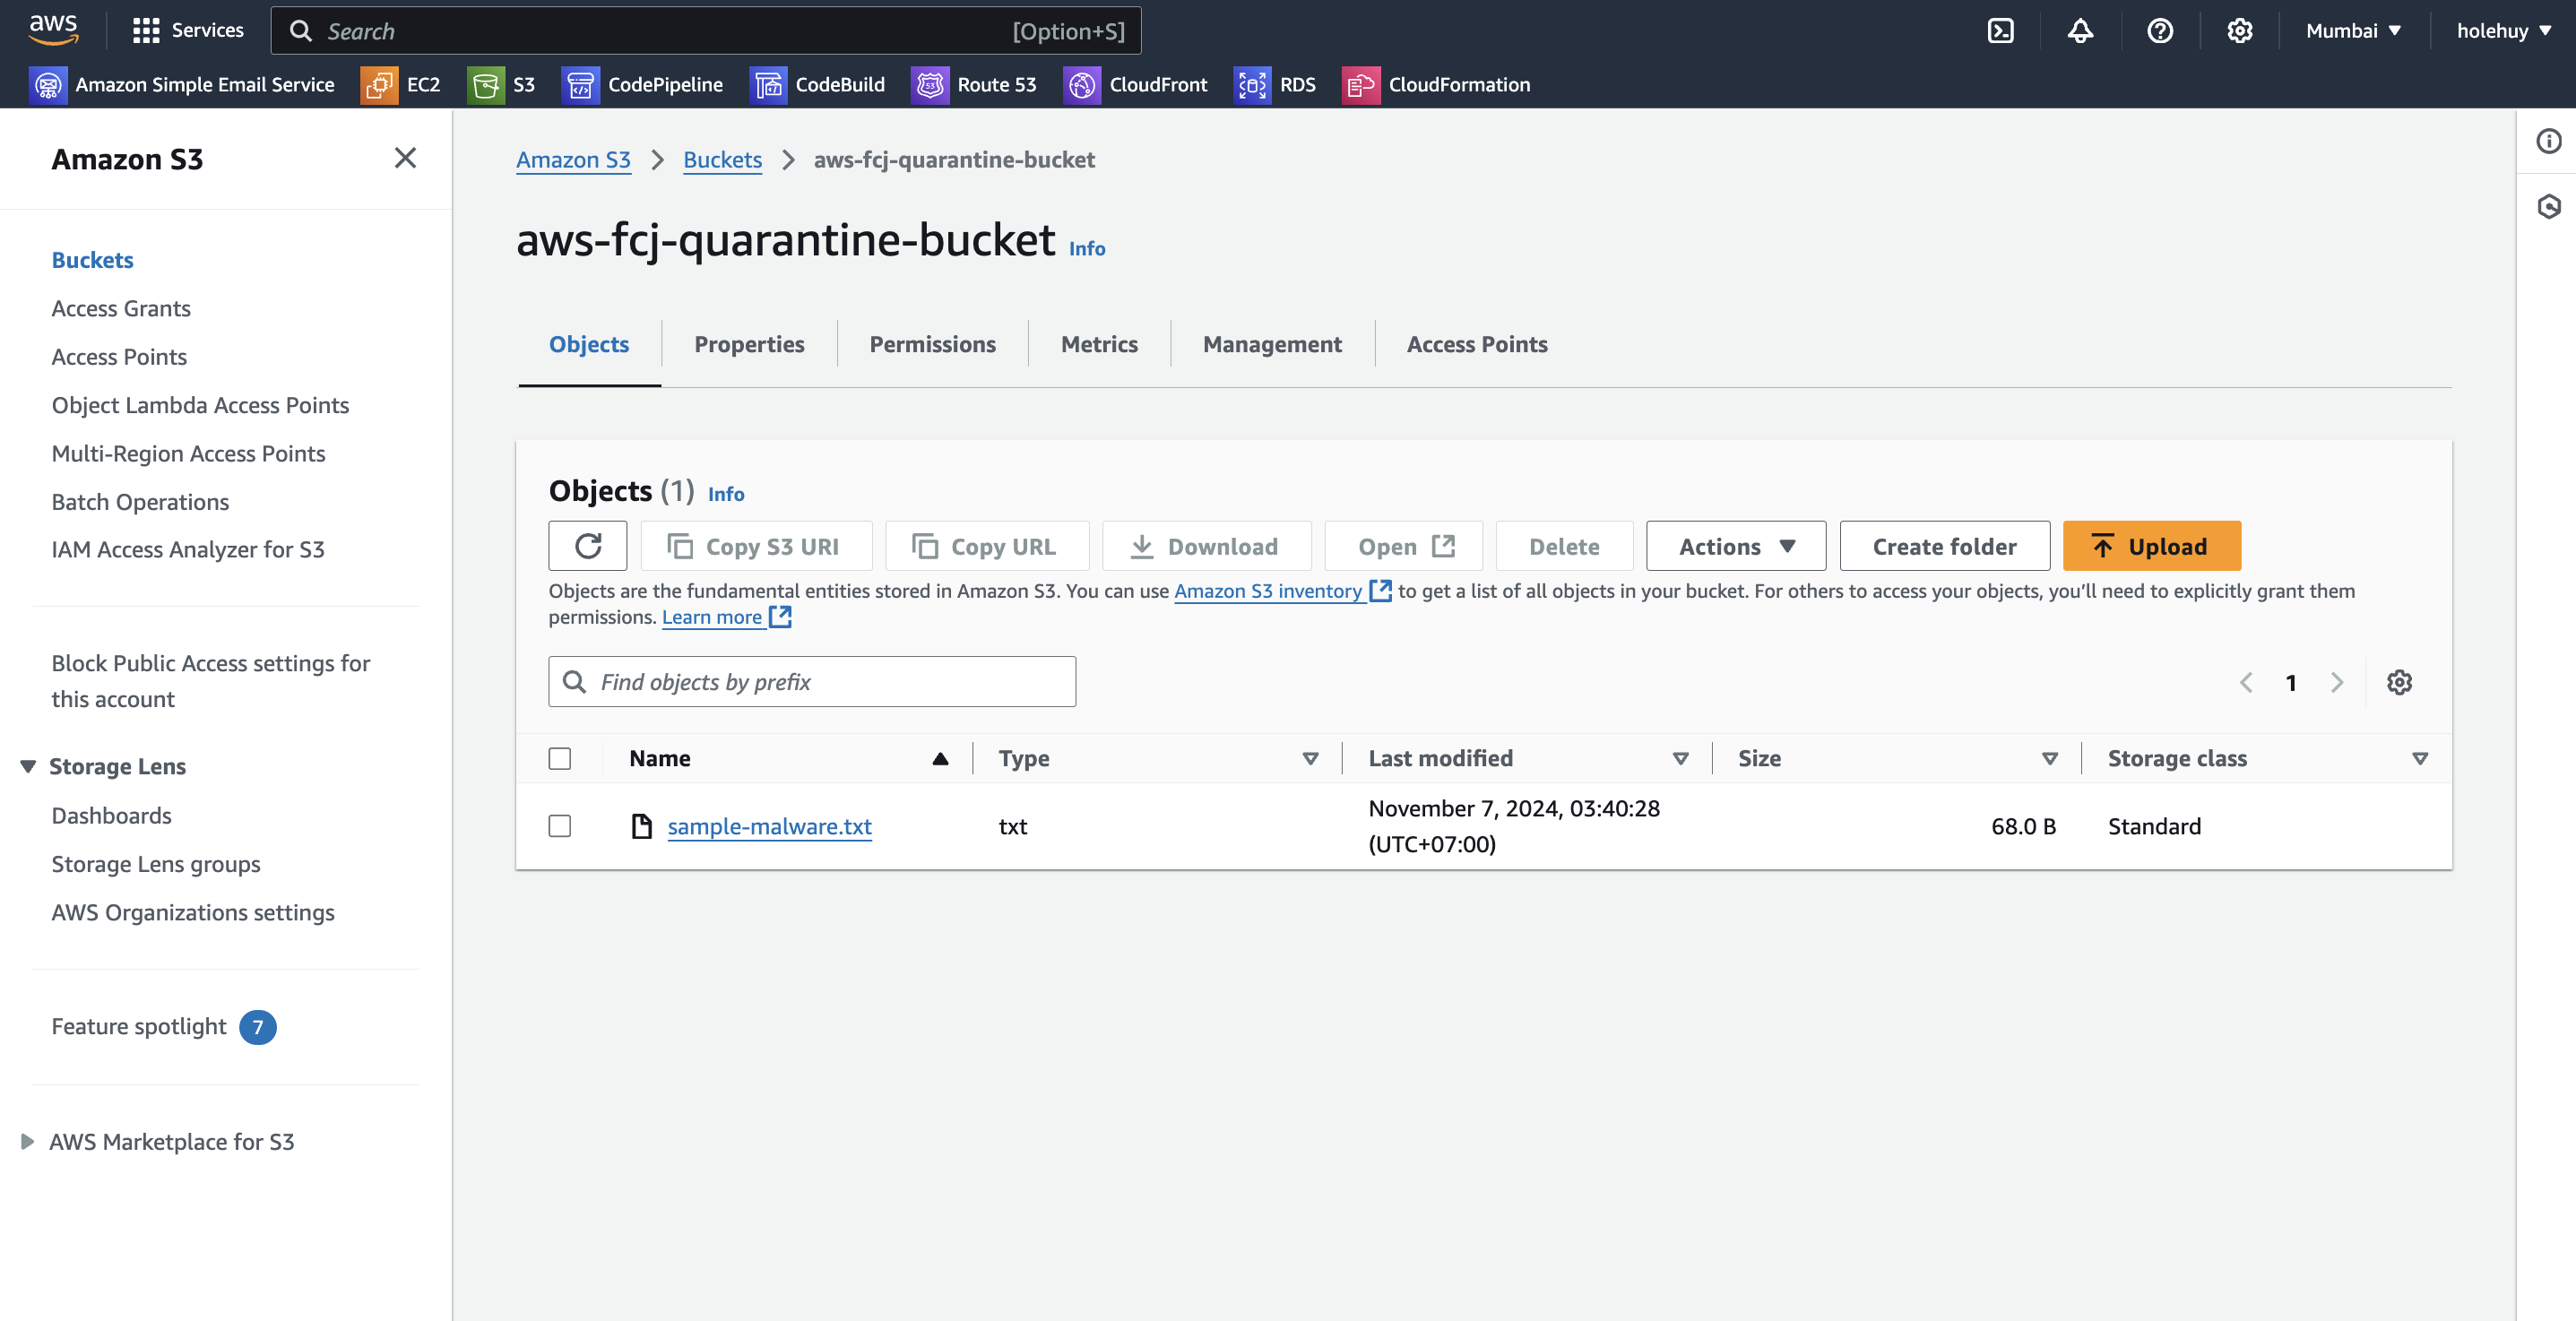 aws
Services
Search
[Option+S]
Mumbai
holehuy
Amazon Simple Email Service
EC2
S3
CodePipeline
CodeBuild
Route 53
CloudFront
RDS
CloudFormation
Amazon S3
Buckets
Access Grants
Access Points
Object Lambda Access Points
Multi-Region Access Points
Batch Operations
IAM Access Analyzer for S3
Block Public Access settings for
this account
Storage Lens
Dashboards
Storage Lens groups
AWS Organizations settings
Feature spotlight 7
AWS Marketplace for S3
Amazon S3 > Buckets > aws-fcj-quarantine-bucket
aws-fcj-quarantine-bucket Info
Objects
Properties
Permissions
Metrics
Management
Access Points
Objects (1) Info
Copy S3 URI
Copy URL
Download
Open
Delete
Actions
Create folder
Upload
Objects are the fundamental entities stored in Amazon S3. You can use Amazon S3 inventory to get a list of all objects in your bucket. For others to access your objects, you’ll need to explicitly grant them
permissions. Learn more
Find objects by prefix
1
Name
Type
Last modified
Size
Storage class
sample-malware.txt
txt
November 7, 2024, 03:40:28
(UTC+07:00)
68.0 B
Standard